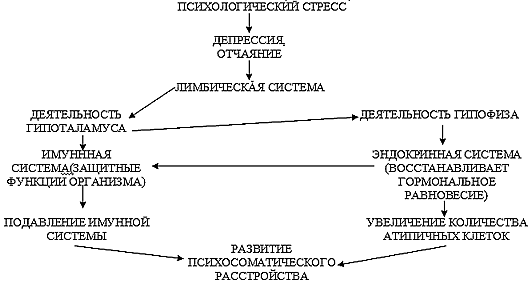 ПСИХОЛОГИЧЕСКИЙ СТРЕСС
ДЕПРЕССИЯ,
ОТЧАЯНИЕ
ЛИМБИЧЕСКАЯ СИСТЕМА
ДЕЯТЕЛЬНОСТЬ
ГИПОТАЛАМУСА
ДЕЯТЕЛЬНОСТЬ ГИПОФИЗА
ИМУННАЯ
СИСТЕМА(ЗАЩИТНЫЕ
ФУНКЦИЙ ОРГАНИЗМА)
ЭНДОКРИННАЯ СИСТЕМА
(ВОССТАНАВЛИВАЕТ
ГОРМОНАЛЬНОЕ
РАВНОВЕСИЕ)
ПОДАВЛЕНИЕ ИМУННОЙ
СИСТЕМЫ
УВЕЛИЧЕНИЕ КОЛИЧЕСТВА
АТИПИЧНЫХ КЛЕТОК
РАЗВИТИЕ
ПСИХОСОМАТИЧЕСКОГО
РАССТРОЙСТВА